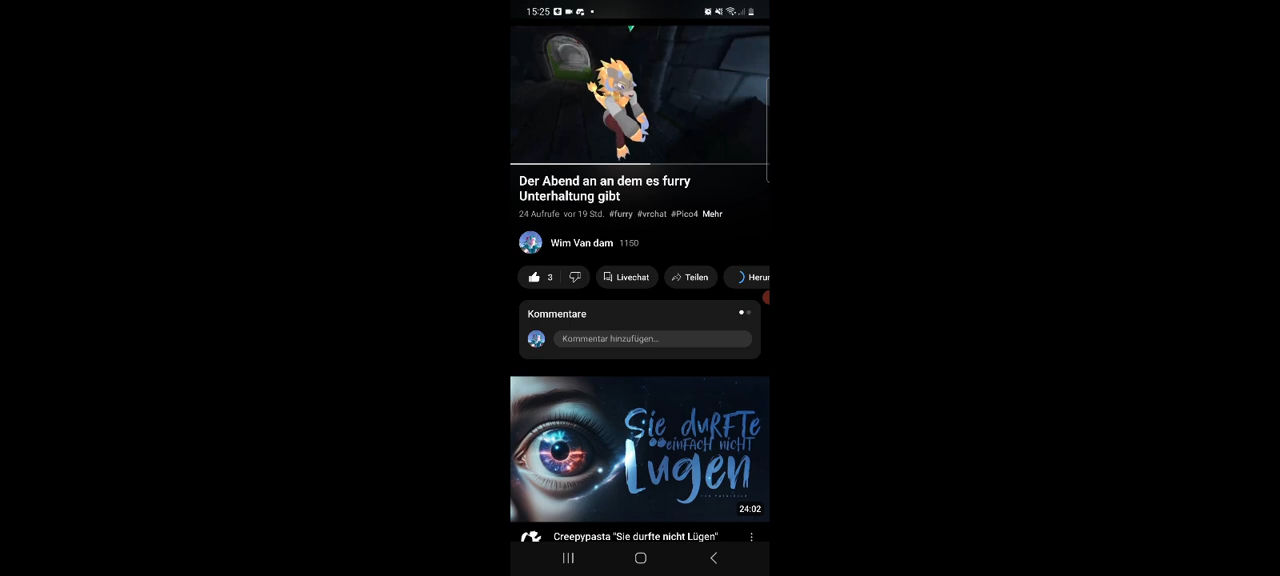 15:25
Der Abend an an dem es furry
Unterhaltung gibt
24 Aufrufe vor 19 Std. #furry #vrchat #Pico4 Mehr
Wim Van dam 1150
3 Livechat Teilen Herun
Kommentare
Kommentar hinzufügen...
Sie durfte
einfach nicht
Lügen
24:02
Creepypasta "Sie durfte nicht Lügen"